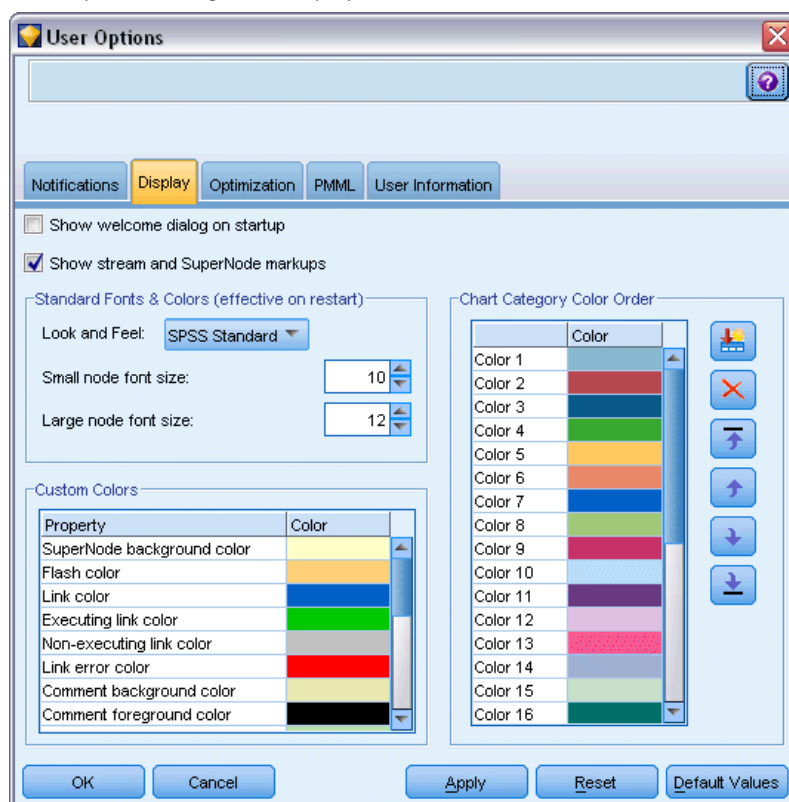 User Options
Notifications Display Optimization PMML User Information
Show welcome dialog on startup
Show stream and SuperNode markups
Standard Fonts & Colors (effective on restart)
Look and Feel: SPSS Standard
Small node font size: 10
Large node font size: 12
Custom Colors
Property Color
SuperNode background color
Flash color
Link color
Executing link color
Non-executing link color
Link error color
Comment background color
Comment foreground color
Chart Category Color Order
Color
Color 1
Color 2
Color 3
Color 4
Color 5
Color 6
Color 7
Color 8
Color 9
Color 10
Color 11
Color 12
Color 13
Color 14
Color 15
Color 16
OK Cancel Apply Reset Default Values